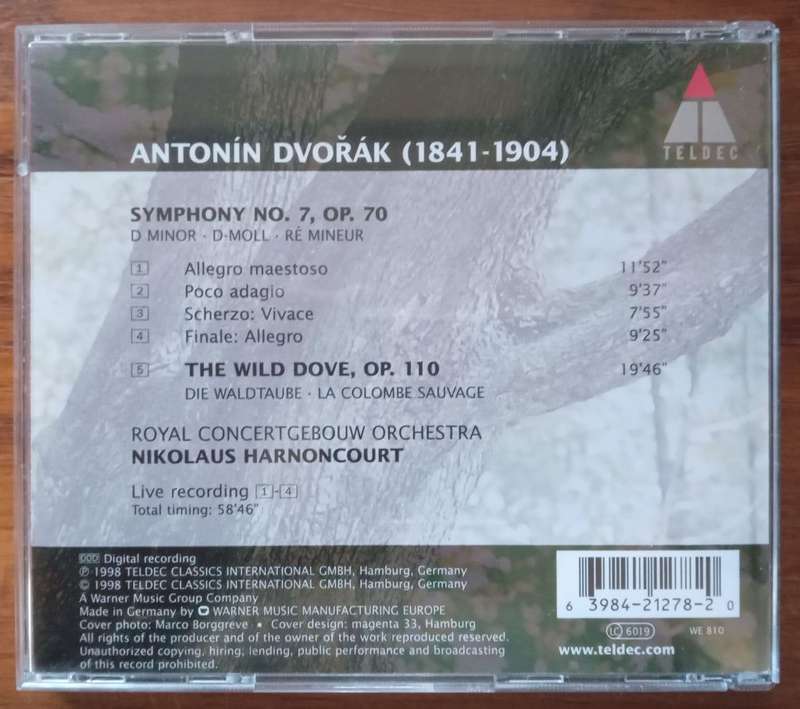 TELDEC
ANTONÍN DVOŘÁK (1841-1904)
SYMPHONY NO. 7, OP. 70
D MINOR · D-MOLL · RÉ MINEUR
1 Allegro maestoso 11'52"
2 Poco adagio 9'37"
3 Scherzo: Vivace 7'55"
4 Finale: Allegro 9'25"
5 THE WILD DOVE, OP. 110 19'46"
DIE WALDTAUBE · LA COLOMBE SAUVAGE
ROYAL CONCERTGEBOUW ORCHESTRA
NIKOLAUS HARNONCOURT
Live recording 1-4
Total timing: 58'46"
DDD Digital recording
℗ 1998 TELDEC CLASSICS INTERNATIONAL GMBH, Hamburg, Germany
© 1998 TELDEC CLASSICS INTERNATIONAL GMBH, Hamburg, Germany
A Warner Music Group Company
Made in Germany by WARNER MUSIC MANUFACTURING EUROPE
Cover photo: Marco Borggreve • Cover design: magenta 33, Hamburg
All rights of the producer and of the owner of the work reproduced reserved.
Unauthorized copying, hiring, lending, public performance and broadcasting
of this record prohibited.
6 39842-1278-2 0
LC 6019
WE 810
www.teldec.com